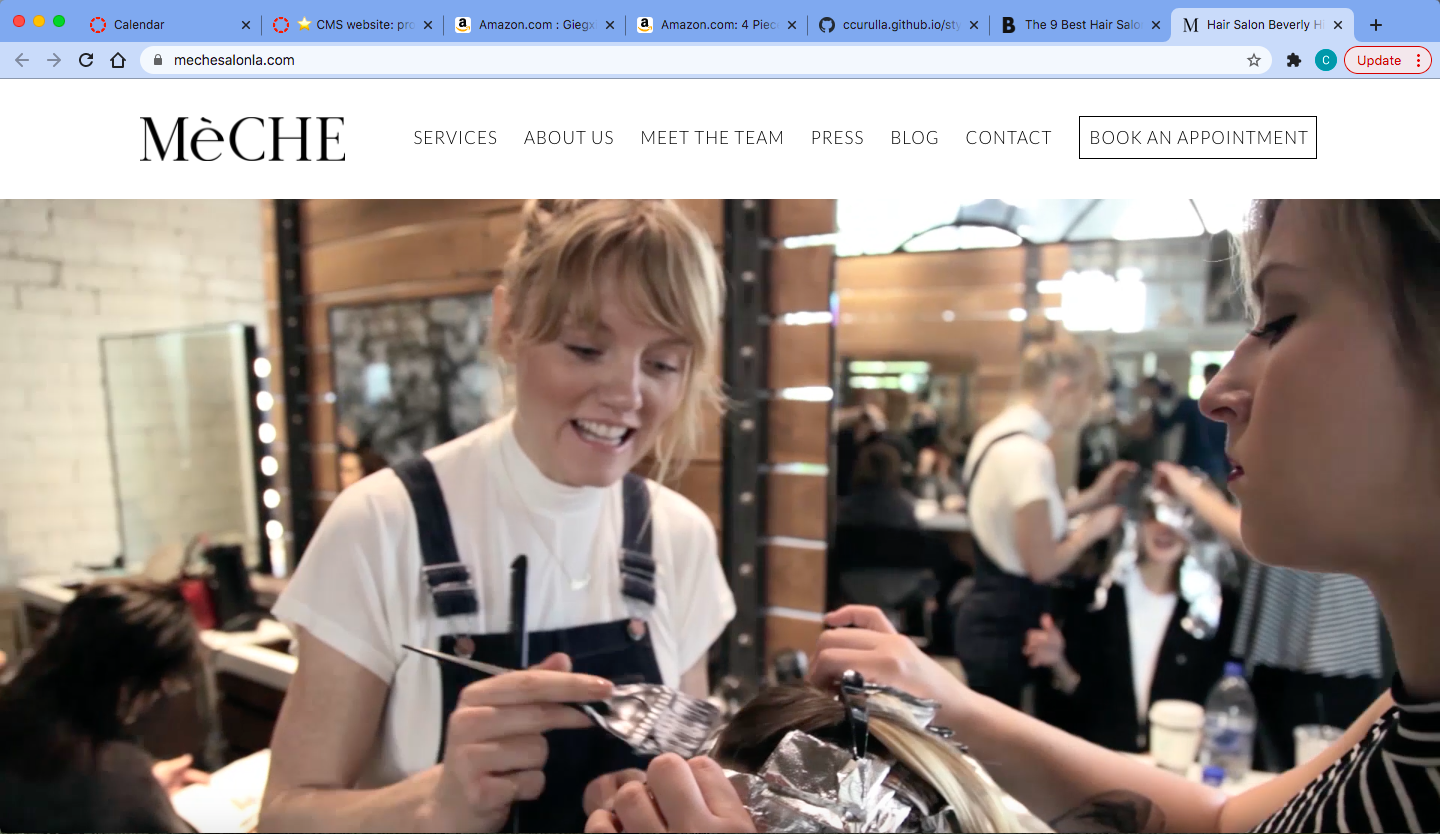 Calendar
CMS website: pro
Amazon.com : Giegx
Amazon.com: 4 Piec
ccurulla.github.io/sty
The 9 Best Hair Salo
M Hair Salon Beverly Hi
mechesalonla.com
C
Update
MèCHE
SERVICES ABOUT US MEET THE TEAM PRESS BLOG CONTACT BOOK AN APPOINTMENT